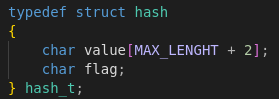 typedef struct hash
{
    char value[MAX_LENGHT + 2];
    char flag;
} hash_t;